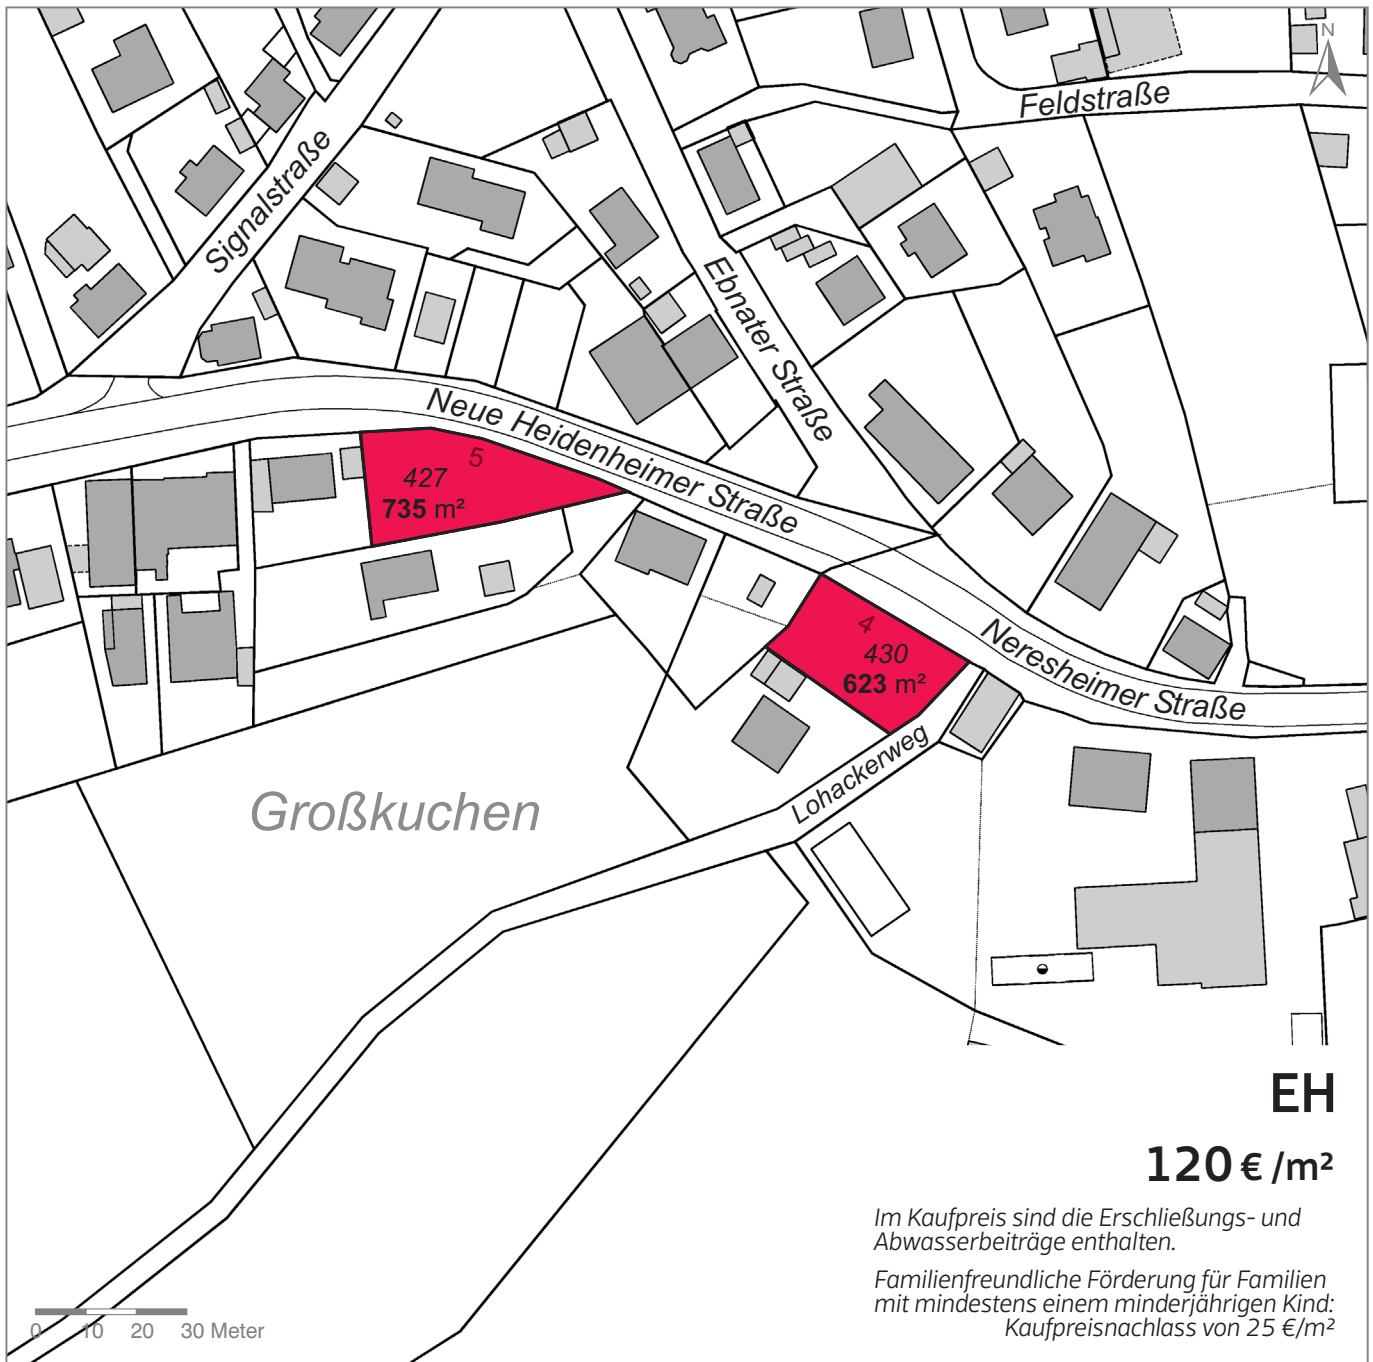 N
Feldstraße
Signalstraße
Ebnater Straße
Neue Heidenheimer Straße
5
427
735 m²
4
430
623 m²
Neresheimer Straße
Lohackerweg
Großkuchen
EH
120 € /m²
Im Kaufpreis sind die Erschließungs- und
Abwasserbeiträge enthalten.
Familienfreundliche Förderung für Familien
mit mindestens einem minderjährigen Kind:
Kaufpreisnachlass von 25 €/m²
0 10 20 30 Meter